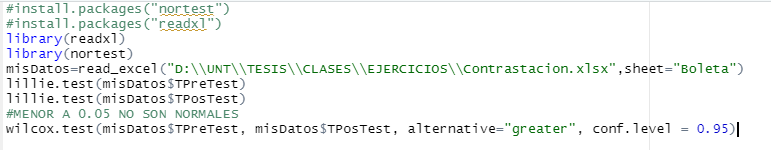 #install.packages("nortest")
#install.packages("readxl")
library(readxl)
library(nortest)
misDatos=read_excel("D:\\UNT\\TESIS\\CLASES\\EJERCICIOS\\Contrastacion.xlsx",sheet="Boleta")
lillie.test(misDatos$TPreTest)
lillie.test(misDatos$TPosTest)
#MENOR A 0.05 NO SON NORMALES
wilcox.test(misDatos$TPreTest, misDatos$TPosTest, alternative="greater", conf.level = 0.95)